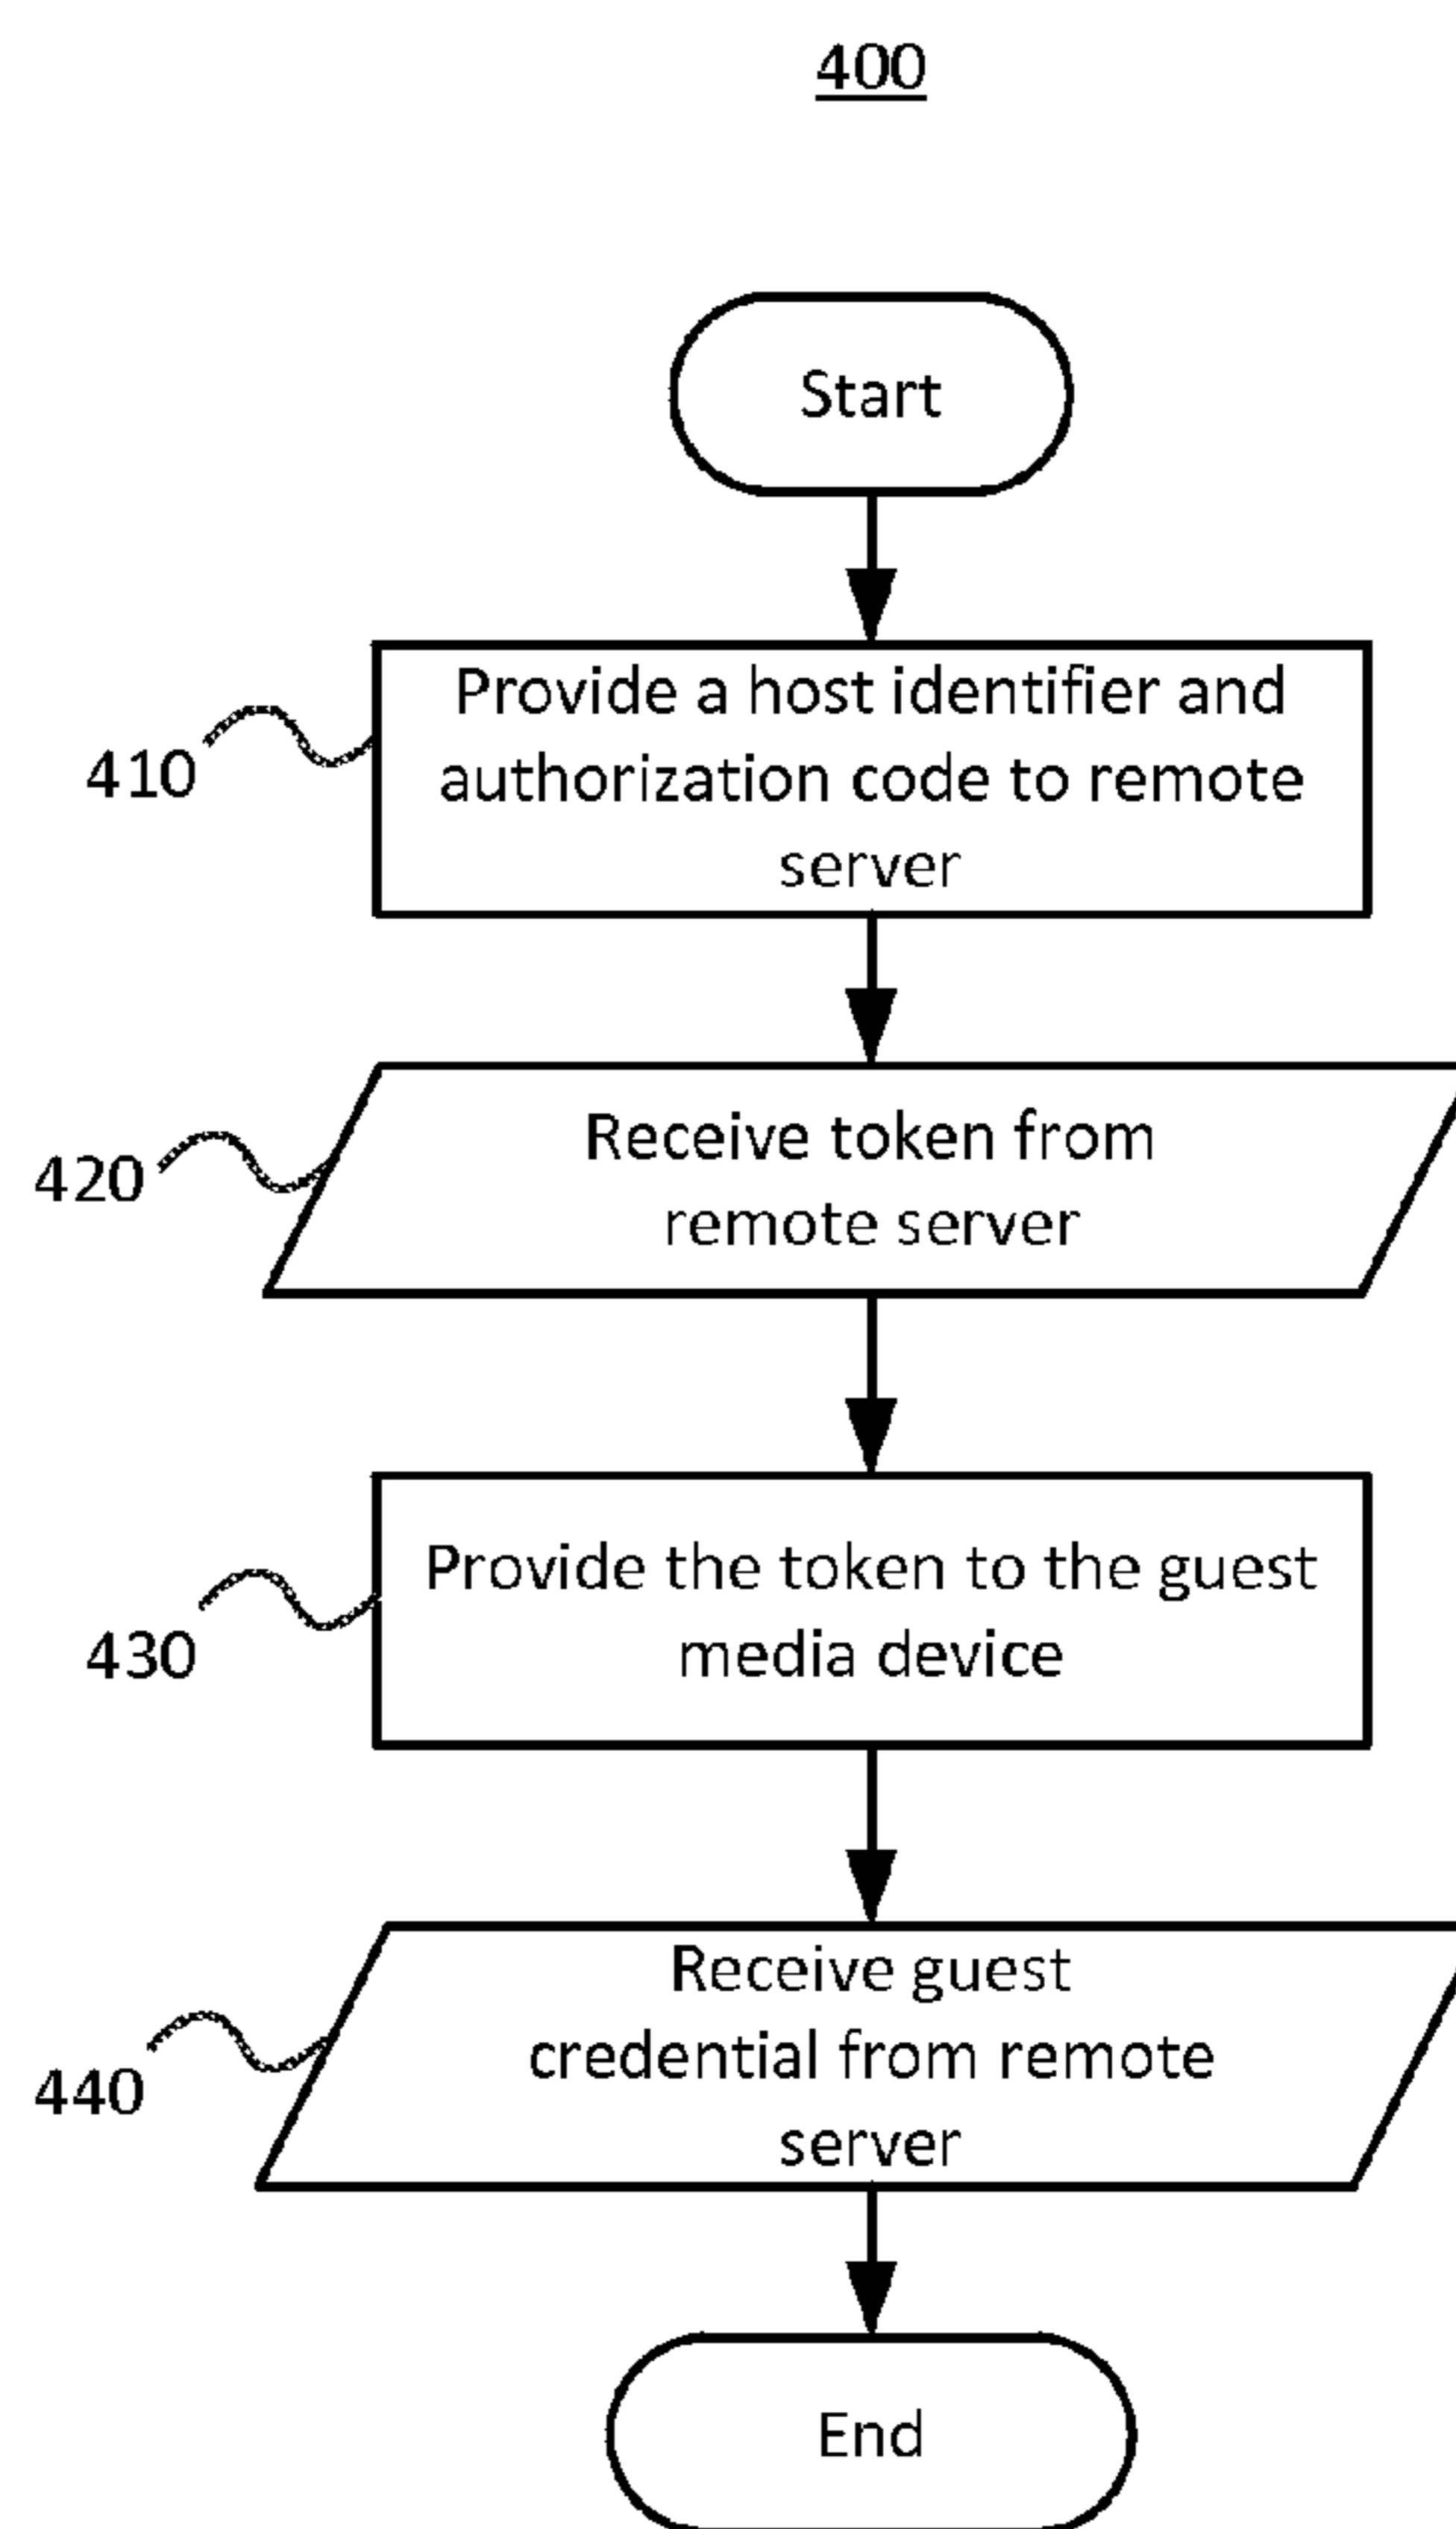 400
Start
410
Provide a host identifier and
authorization code to remote
server
420
Receive token from
remote server
430
Provide the token to the guest
media device
440
Receive guest
credential from remote
server
End